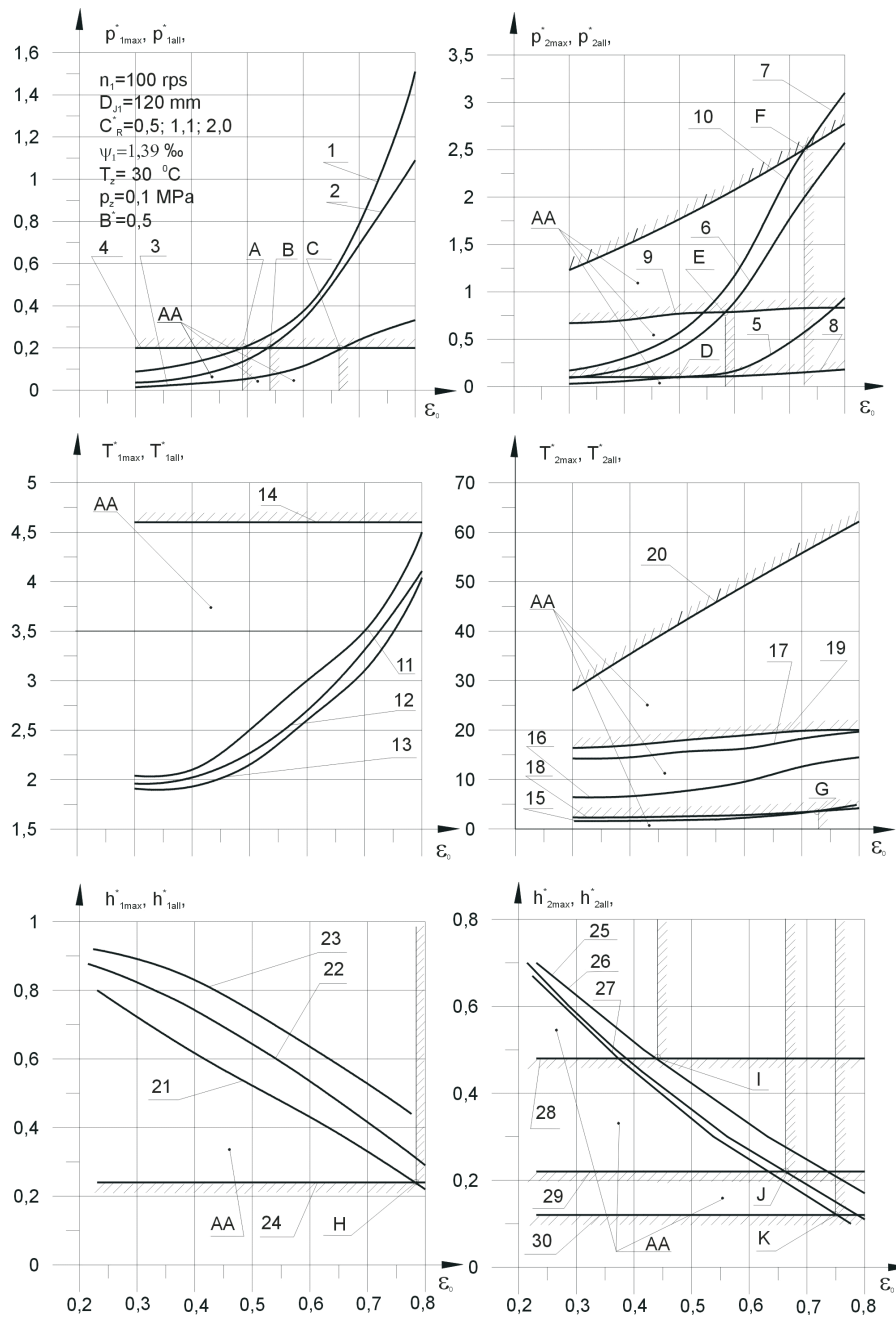 p*1max, p*1all,
1,6
1,4
1,2
1
0,8
0,6
0,4
0,2
0
n1=100 rps
DJ1=120 mm
C*R=0,5; 1,1; 2,0
ψ1=1,39 ‰
Tz= 30 ⁰C
pz=0,1 MPa
B*=0,5
1
2
4
3
A
B
C
AA
ε0
p*2max, p*2all,
3,5
3
2,5
2
1,5
1
0,5
0
7
10
F
AA
6
9
E
5
8
D
ε0
T*1max, T*1all,
5
4,5
4
3,5
3
2,5
2
1,5
AA
14
11
12
13
ε0
T*2max, T*2all,
70
60
50
40
30
20
10
0
20
AA
17
19
16
18
15
G
ε0
h*1max, h*1all,
1
0,8
0,6
0,4
0,2
0
23
22
21
AA
24
H
ε0
0,2
0,3
0,4
0,5
0,6
0,7
0,8
h*2max, h*2all,
0,8
0,6
0,4
0,2
0
25
26
27
I
28
29
J
30
AA
K
ε0
0,2
0,3
0,4
0,5
0,6
0,7
0,8